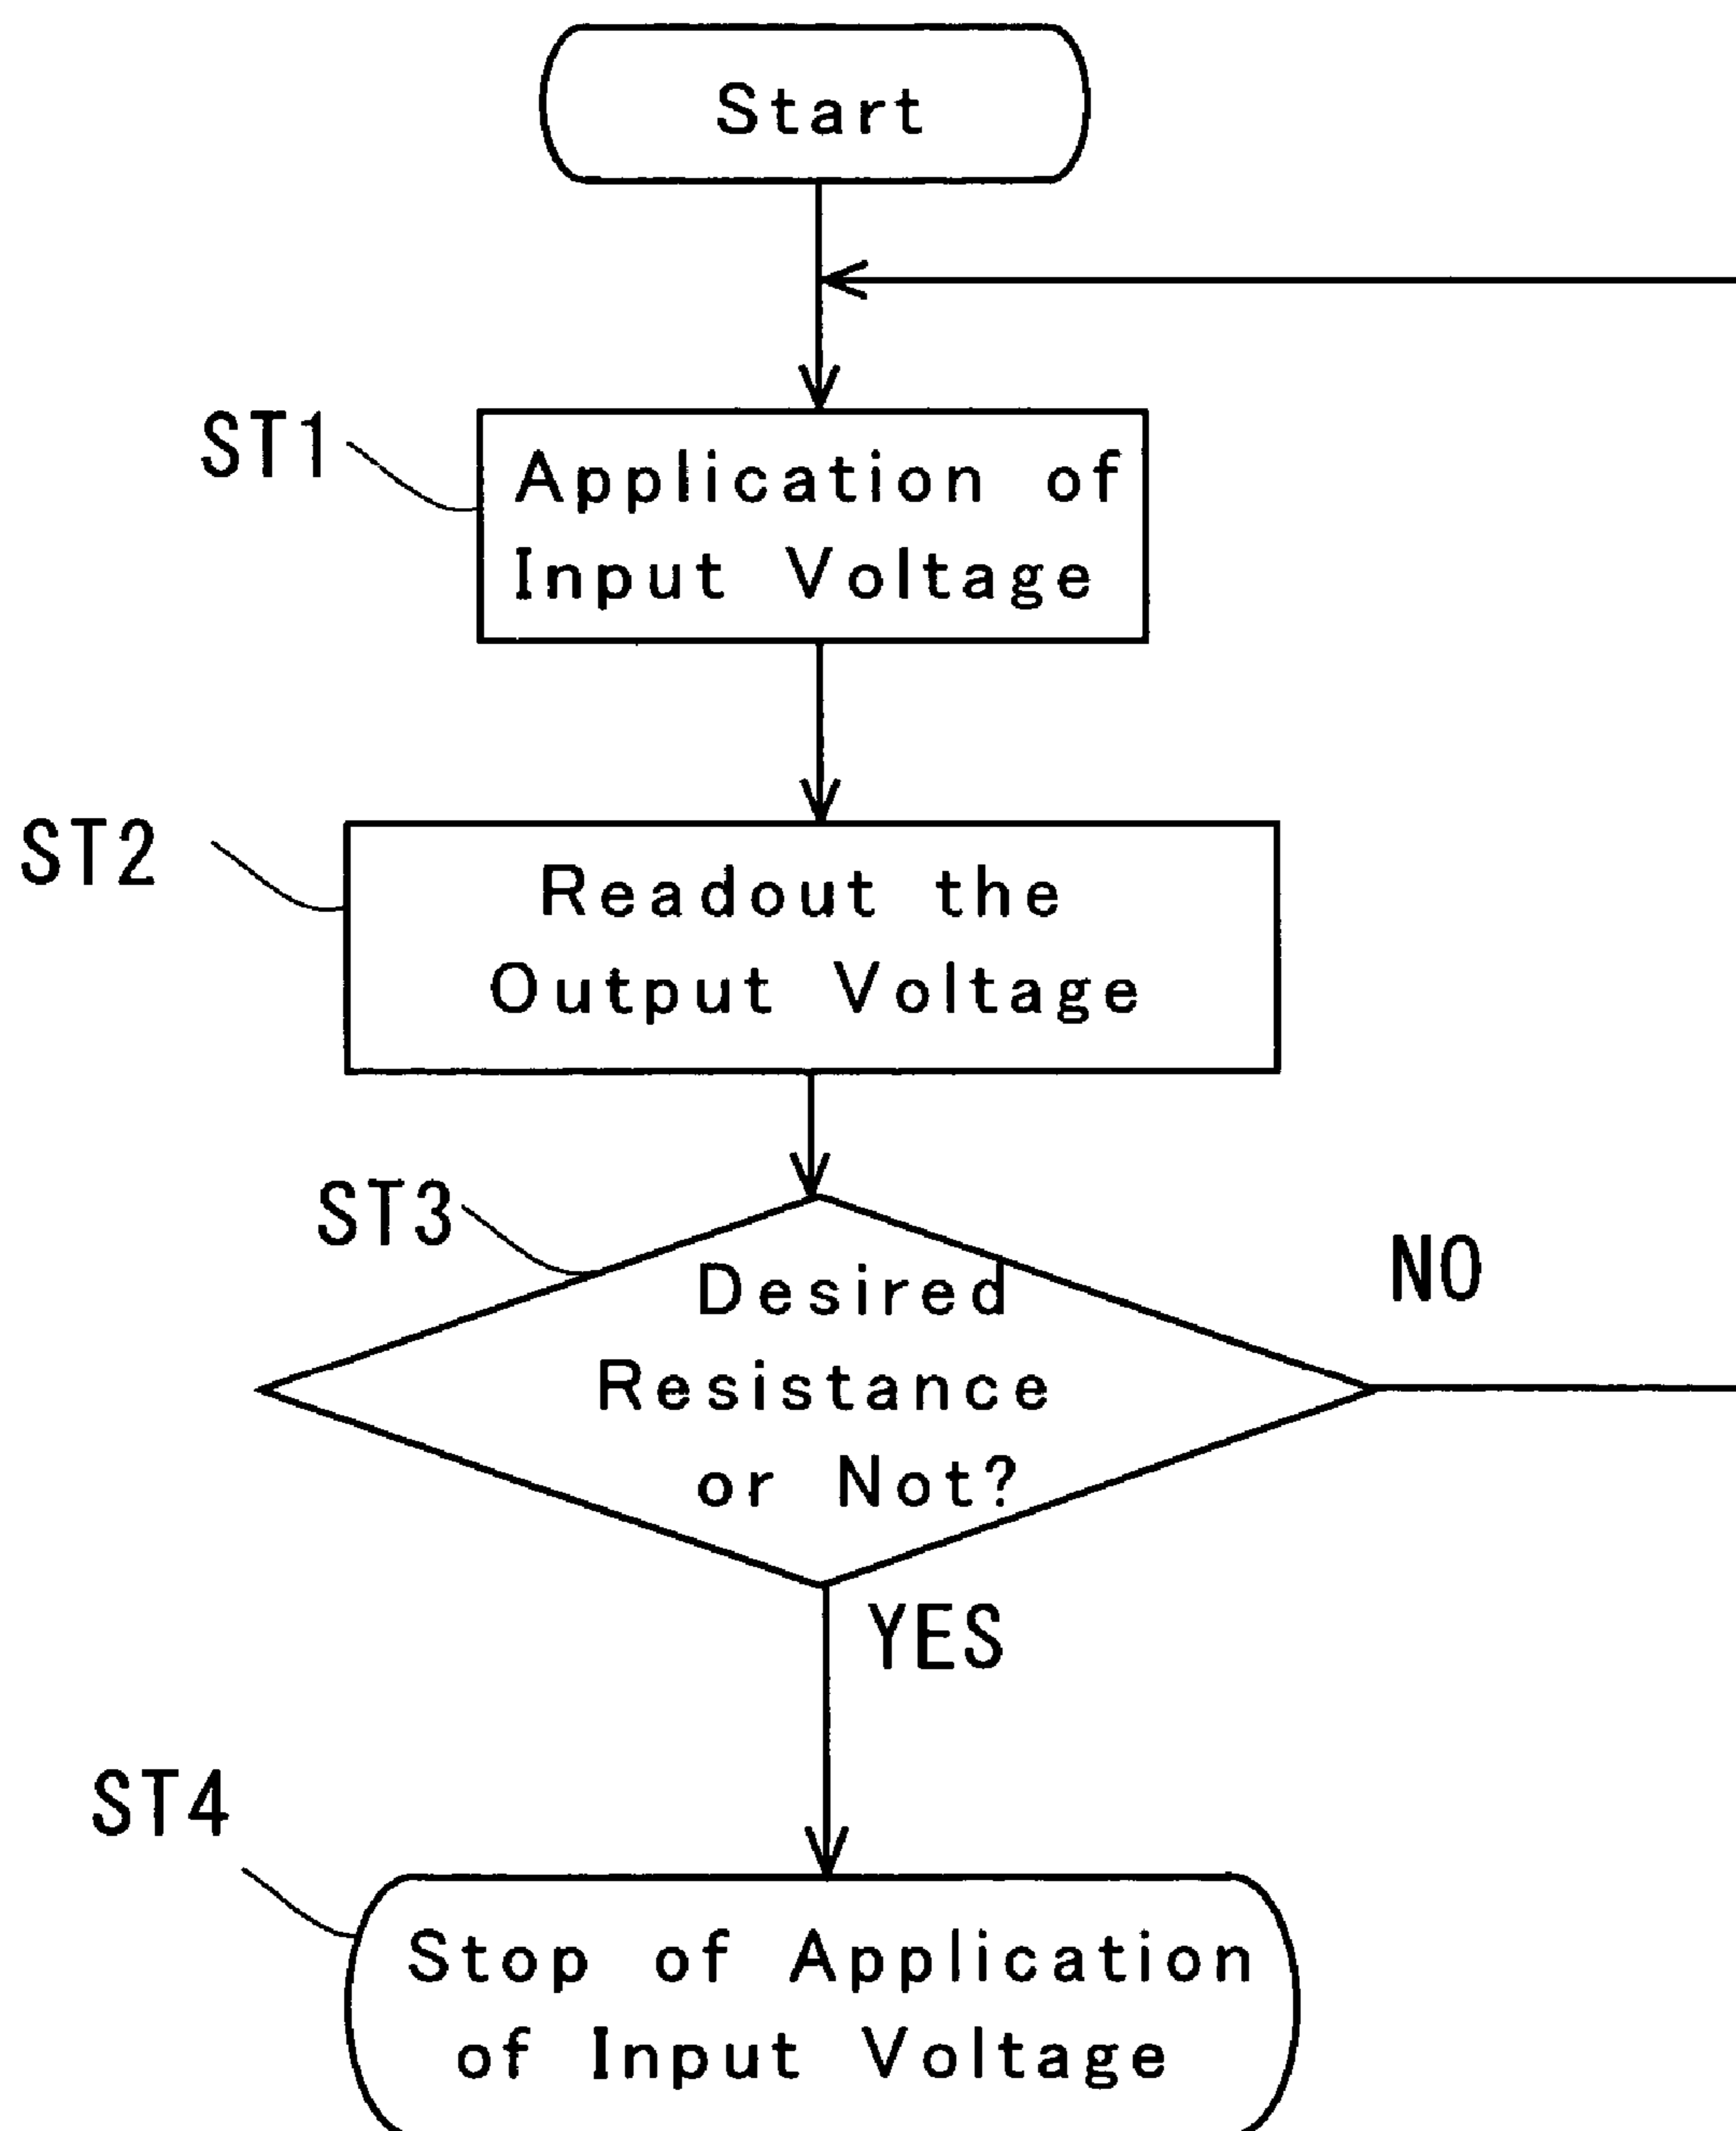 Start
ST1
Application of
Input Voltage
ST2
Readout the
Output Voltage
ST3
Desired
Resistance
or Not?
NO
YES
ST4
Stop of Application
of Input Voltage